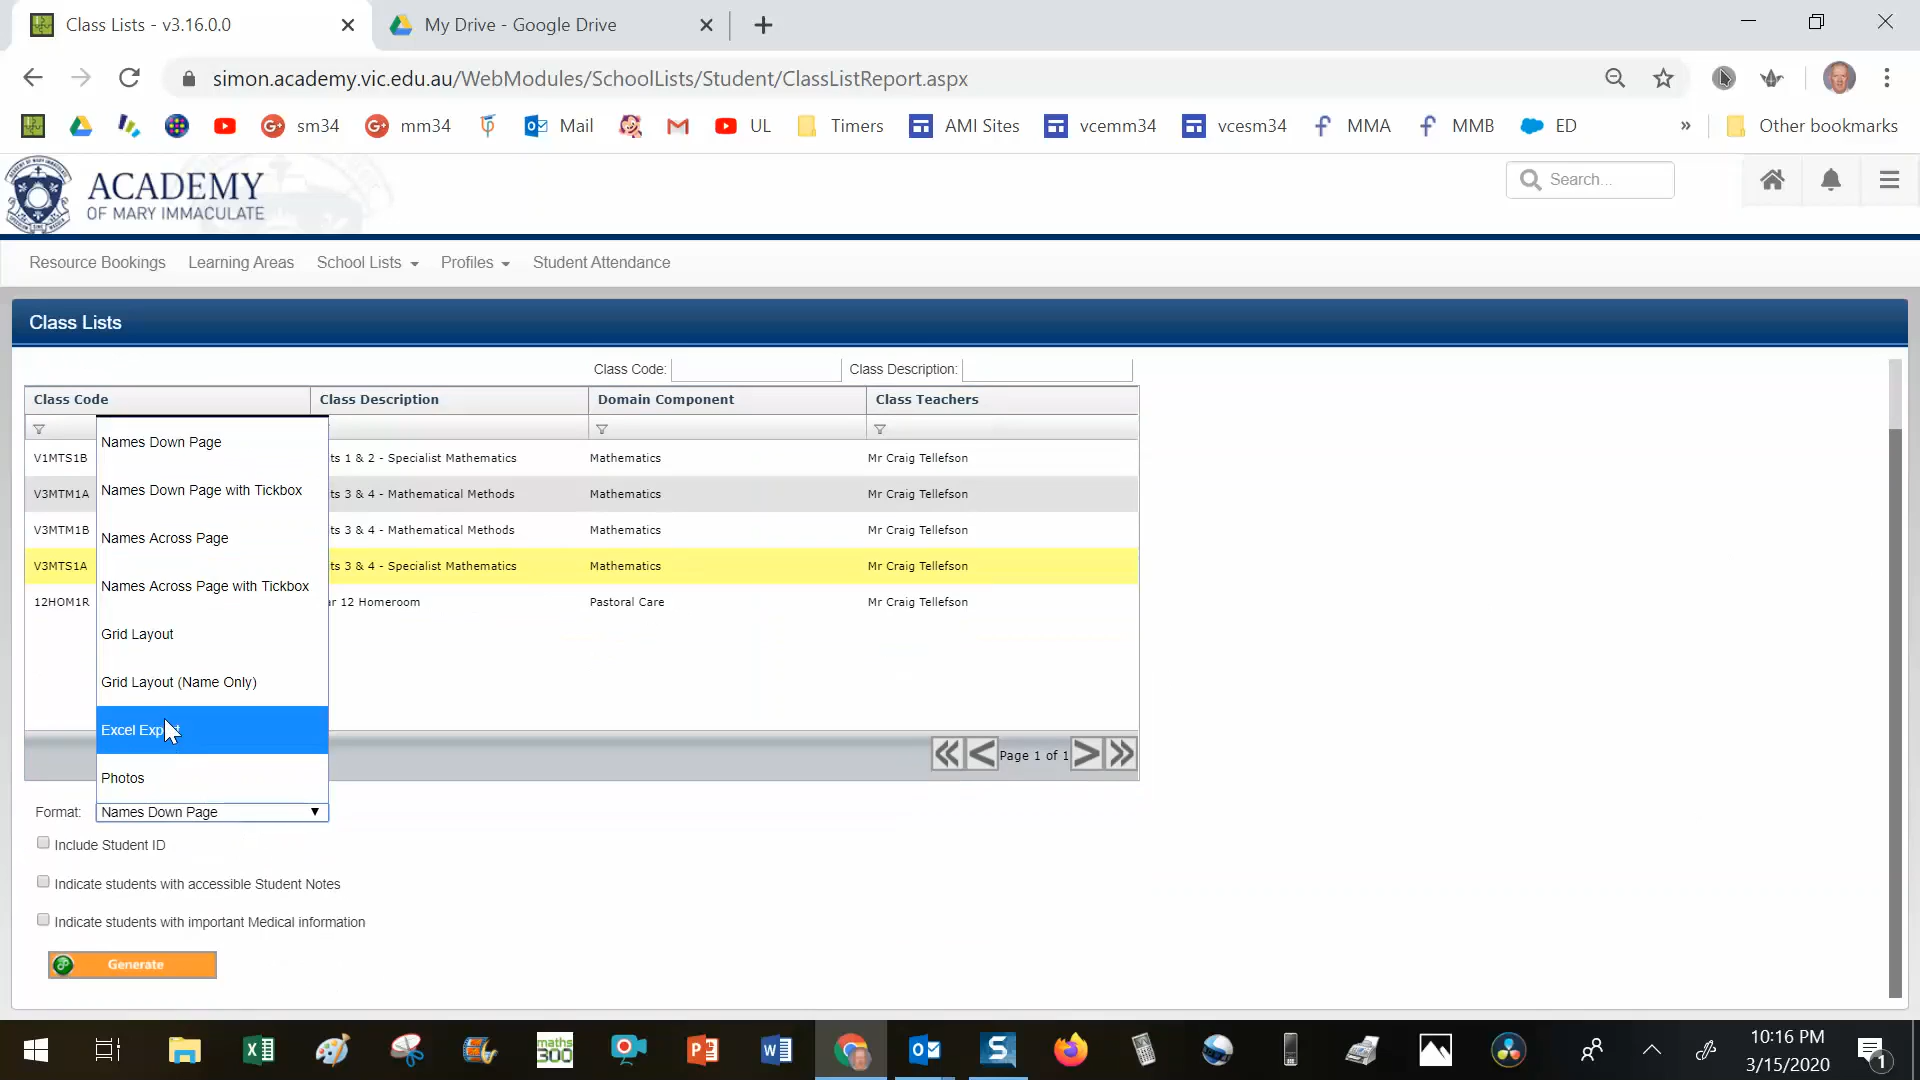 Class Lists - v3.16.0.0
My Drive - Google Drive
simon.academy.vic.edu.au/WebModules/SchoolLists/Student/ClassListReport.aspx
sm34 mm34 Mail UL Timers AMI Sites vcemm34 vcesm34 MMA MMB ED » Other bookmarks
ACADEMY
OF MARY IMMACULATE
Search...
Resource Bookings Learning Areas School Lists Profiles Student Attendance
Class Lists
Class Code: Class Description:
Class Code Class Description Domain Component Class Teachers
V1MTS1B ts 1 & 2 - Specialist Mathematics Mathematics Mr Craig Tellefson
V3MTM1A ts 3 & 4 - Mathematical Methods Mathematics Mr Craig Tellefson
V3MTM1B ts 3 & 4 - Mathematical Methods Mathematics Mr Craig Tellefson
V3MTS1A ts 3 & 4 - Specialist Mathematics Mathematics Mr Craig Tellefson
12HOM1R ar 12 Homeroom Pastoral Care Mr Craig Tellefson
Names Down Page
Names Down Page with Tickbox
Names Across Page
Names Across Page with Tickbox
Grid Layout
Grid Layout (Name Only)
Excel Exp t
Photos
Page 1 of 1
Format: Names Down Page
Include Student ID
Indicate students with accessible Student Notes
Indicate students with important Medical information
Generate
maths
300
10:16 PM
3/15/2020
1